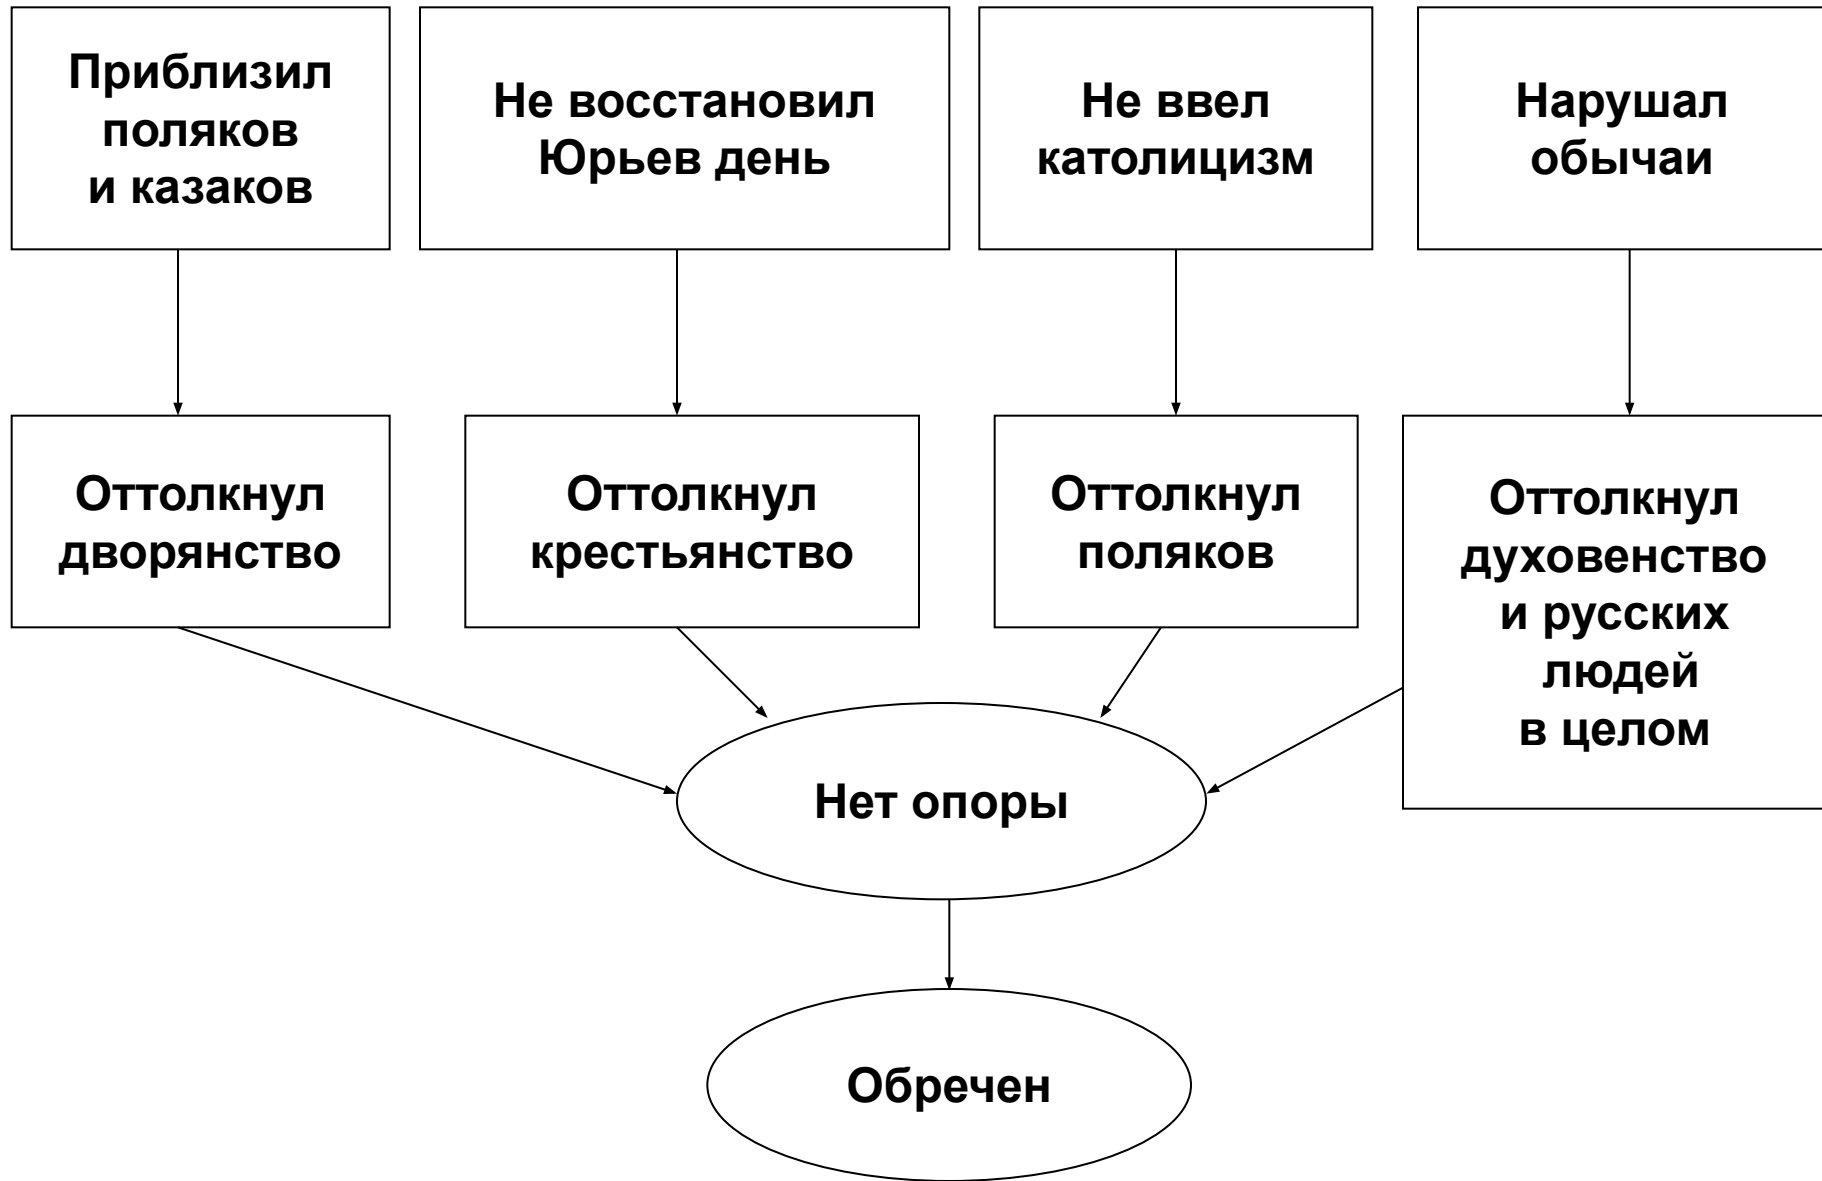 Приблизил
поляков
и казаков
Не восстановил
Юрьев день
Не ввел
католицизм
Нарушал
обычаи
Оттолкнул
дворянство
Оттолкнул
крестьянство
Оттолкнул
поляков
Оттолкнул
духовенство
и русских
людей
в целом
Нет опоры
Обречен